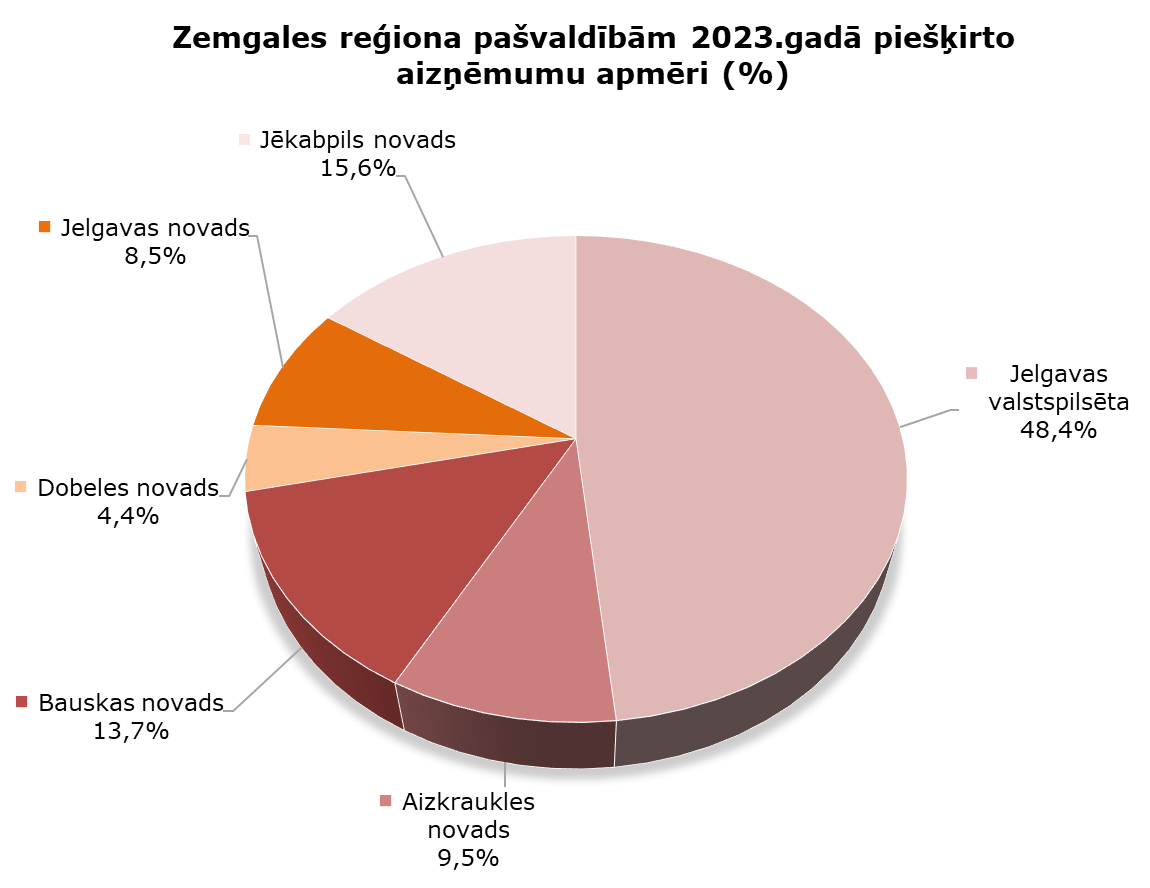 Zemgales reģiona pašvaldībām 2023.gadā piešķirto
aizņēmumu apmēri (%)
Jēkabpils novads
15,6%
Jelgavas novads
8,5%
Jelgavas
valstspilsēta
48,4%
Dobeles novads
4,4%
Bauskas novads
13,7%
Aizkraukles
novads
9,5%